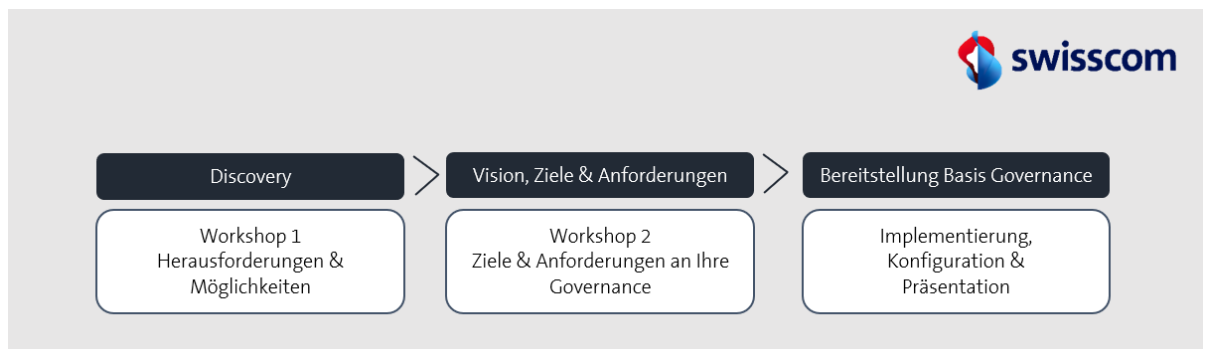 swisscom
Discovery
Vision, Ziele & Anforderungen
Bereitstellung Basis Governance
Workshop 1
Herausforderungen &
Möglichkeiten
Workshop 2
Ziele & Anforderungen an Ihre
Governance
Implementierung,
Konfiguration &
Präsentation